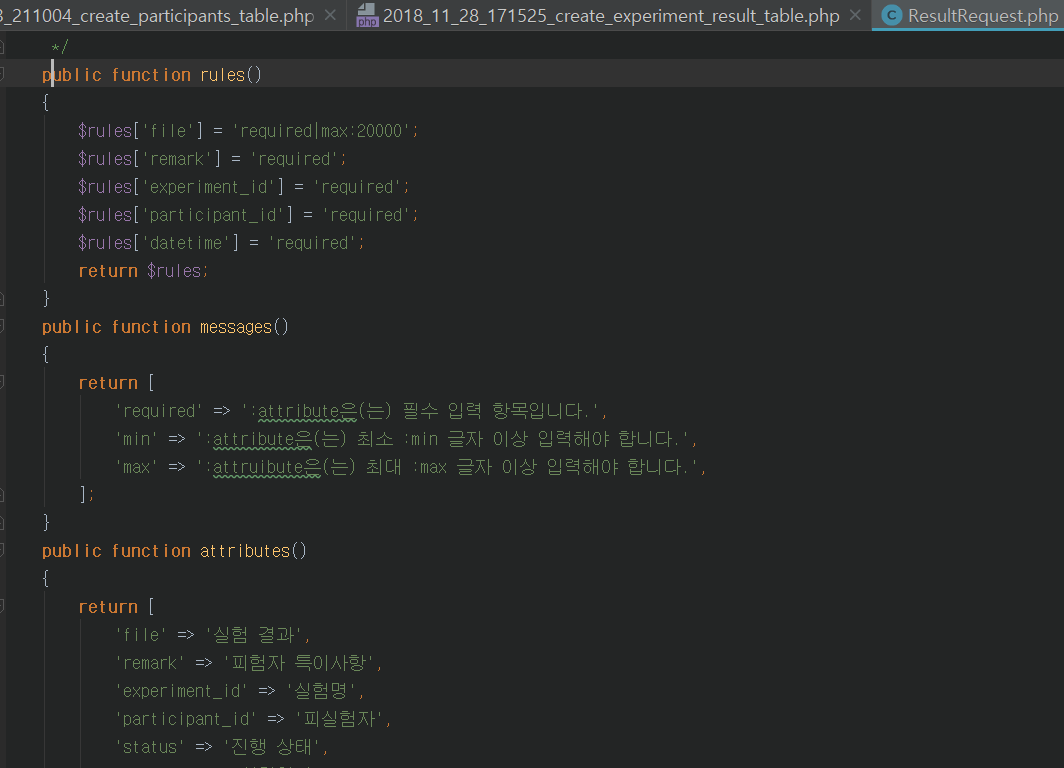 _211004_create_participants_table.php
php 2018_11_28_171525_create_experiment_result_table.php
C ResultRequest.php
*/
public function rules()
{
$rules['file'] = 'required|max:20000';
$rules['remark'] = 'required';
$rules['experiment_id'] = 'required';
$rules['participant_id'] = 'required';
$rules['datetime'] = 'required';
return $rules;
}
public function messages()
{
return [
'required' => ':attribute은(는) 필수 입력 항목입니다.',
'min' => ':attribute은(는) 최소 :min 글자 이상 입력해야 합니다.',
'max' => ':attruibute은(는) 최대 :max 글자 이상 입력해야 합니다.',
];
}
public function attributes()
{
return [
'file' => '실험 결과',
'remark' => '피험자 특이사항',
'experiment_id' => '실험명',
'participant_id' => '피실험자',
'status' => '진행 상태',